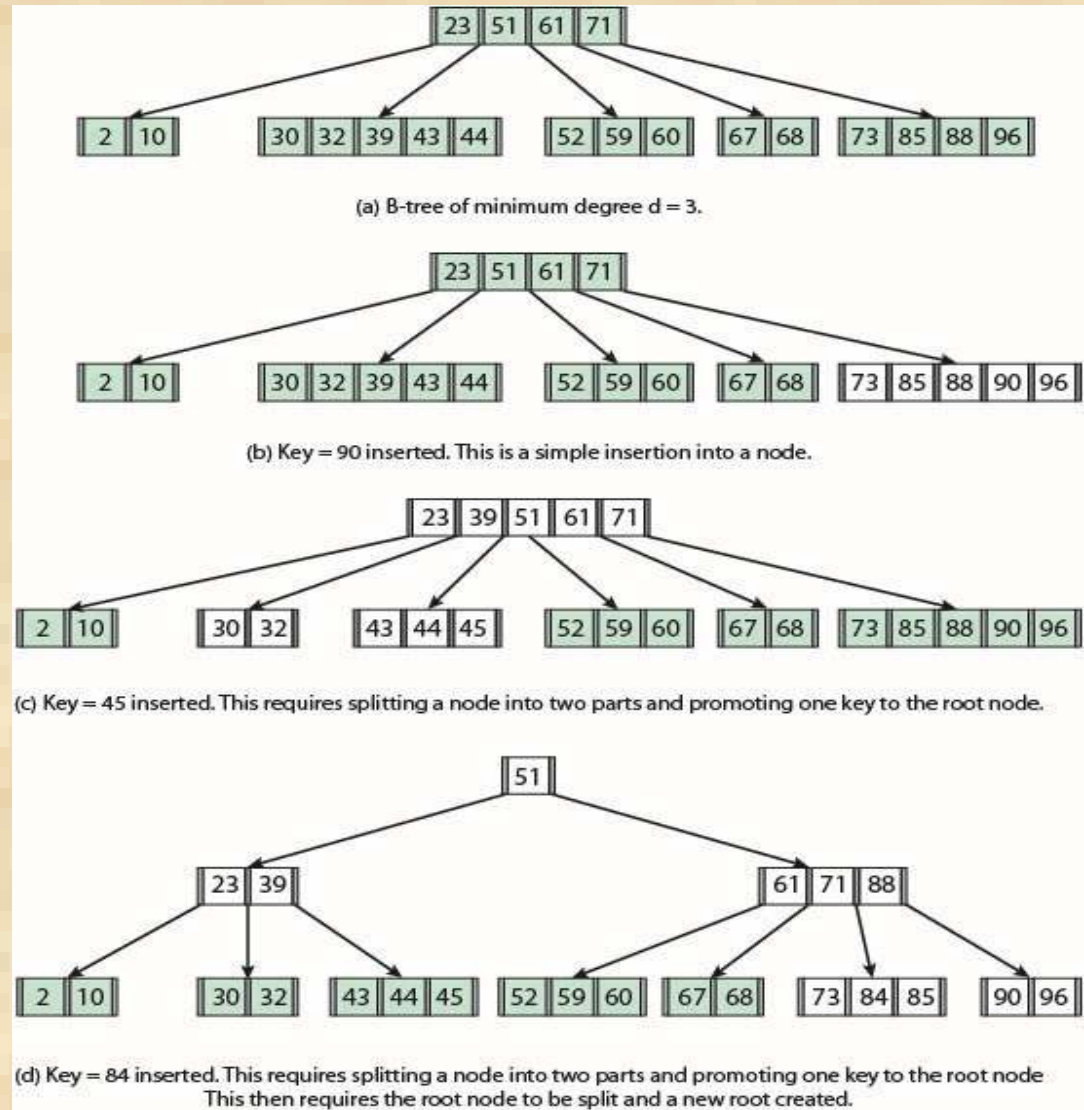 23 51 61 71
2 10 30 32 39 43 44 52 59 60 67 68 73 85 88 96
(a) B-tree of minimum degree d = 3.
23 51 61 71
2 10 30 32 39 43 44 52 59 60 67 68 73 85 88 90 96
(b) Key = 90 inserted. This is a simple insertion into a node.
23 39 51 61 71
2 10 30 32 43 44 45 52 59 60 67 68 73 85 88 90 96
(c) Key = 45 inserted. This requires splitting a node into two parts and promoting one key to the root node.
51
23 39 61 71 88
2 10 30 32 43 44 45 52 59 60 67 68 73 84 85 90 96
(d) Key = 84 inserted. This requires splitting a node into two parts and promoting one key to the root node
This then requires the root node to be split and a new root created.